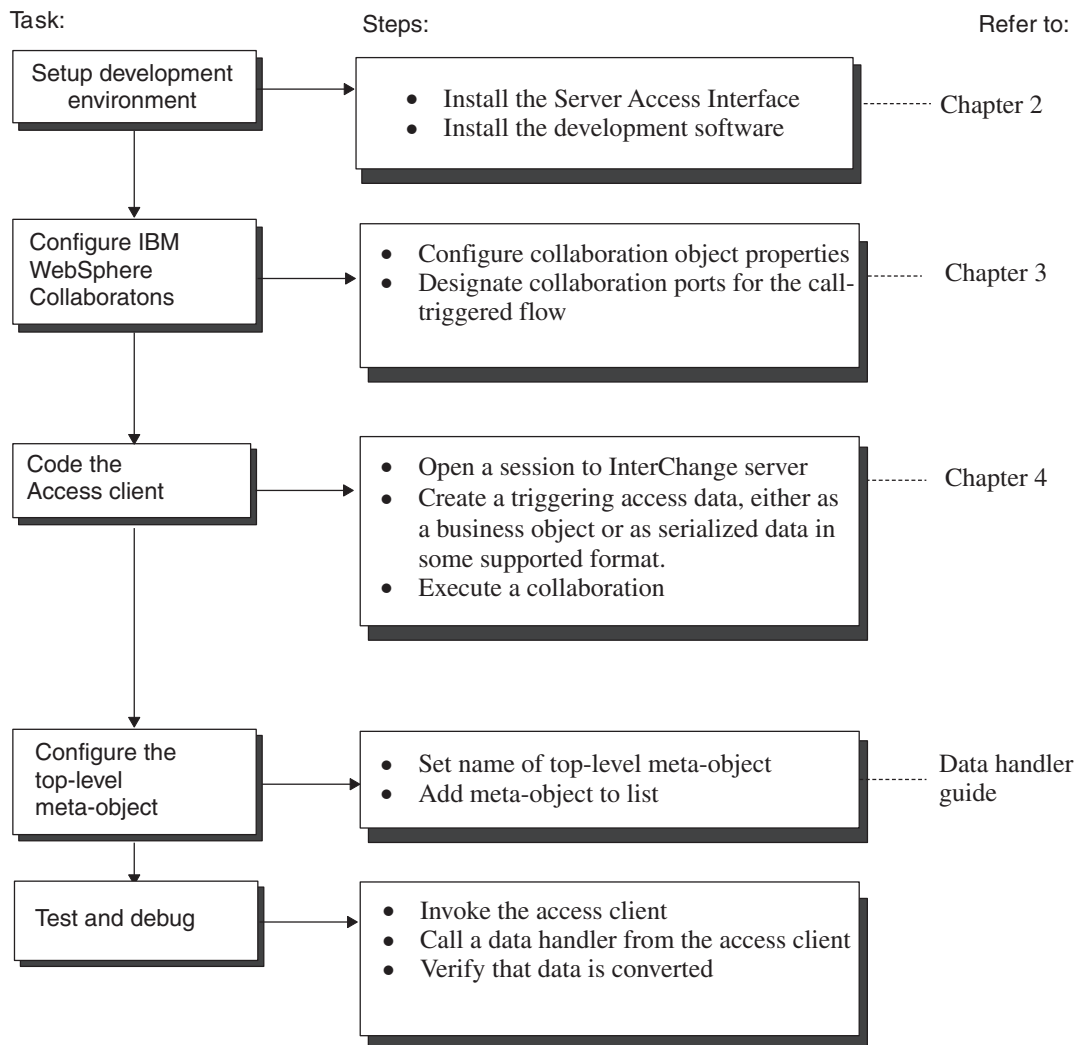 Task:
Steps:
Refer to:
Setup development
environment
• Install the Server Access Interface
• Install the development software
Chapter 2
Configure IBM
WebSphere
Collaboratons
• Configure collaboration object properties
• Designate collaboration ports for the call-
triggered flow
Chapter 3
Code the
Access client
• Open a session to InterChange server
• Create a triggering access data, either as
a business object or as serialized data in
some supported format.
• Execute a collaboration
Chapter 4
Configure the
top-level
meta-object
• Set name of top-level meta-object
• Add meta-object to list
Data handler
guide
Test and debug
• Invoke the access client
• Call a data handler from the access client
• Verify that data is converted